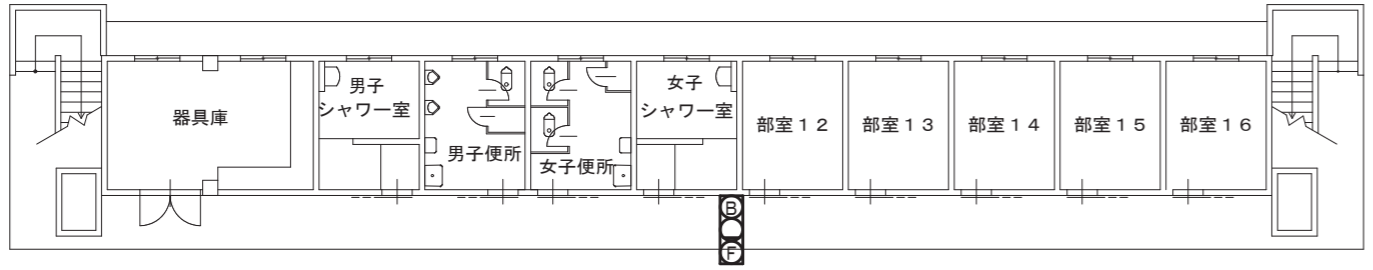 器具庫
男子
シャワー室
男子便所
女子便所
女子
シャワー室
部室１２
部室１３
部室１４
部室１５
部室１６
B
F